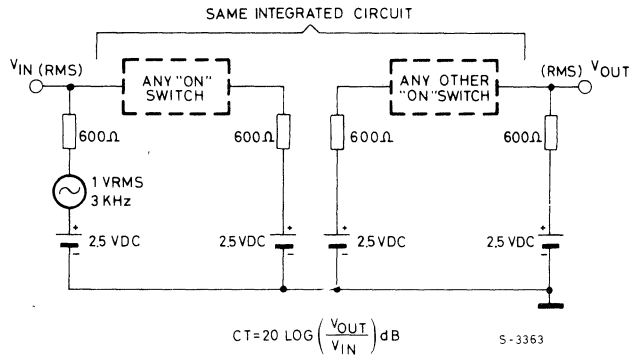 SAME INTEGRATED CIRCUIT
VIN (RMS)
ANY "ON"
SWITCH
ANY OTHER
"ON" SWITCH
(RMS) VOUT
600Ω
600Ω
600Ω
600Ω
1 VRMS
3 KHz
+
2.5 VDC
-
+
2.5 VDC
-
+
2.5 VDC
-
+
2.5 VDC
-
CT=20 LOG (VOUT/VIN) dB
S-3363